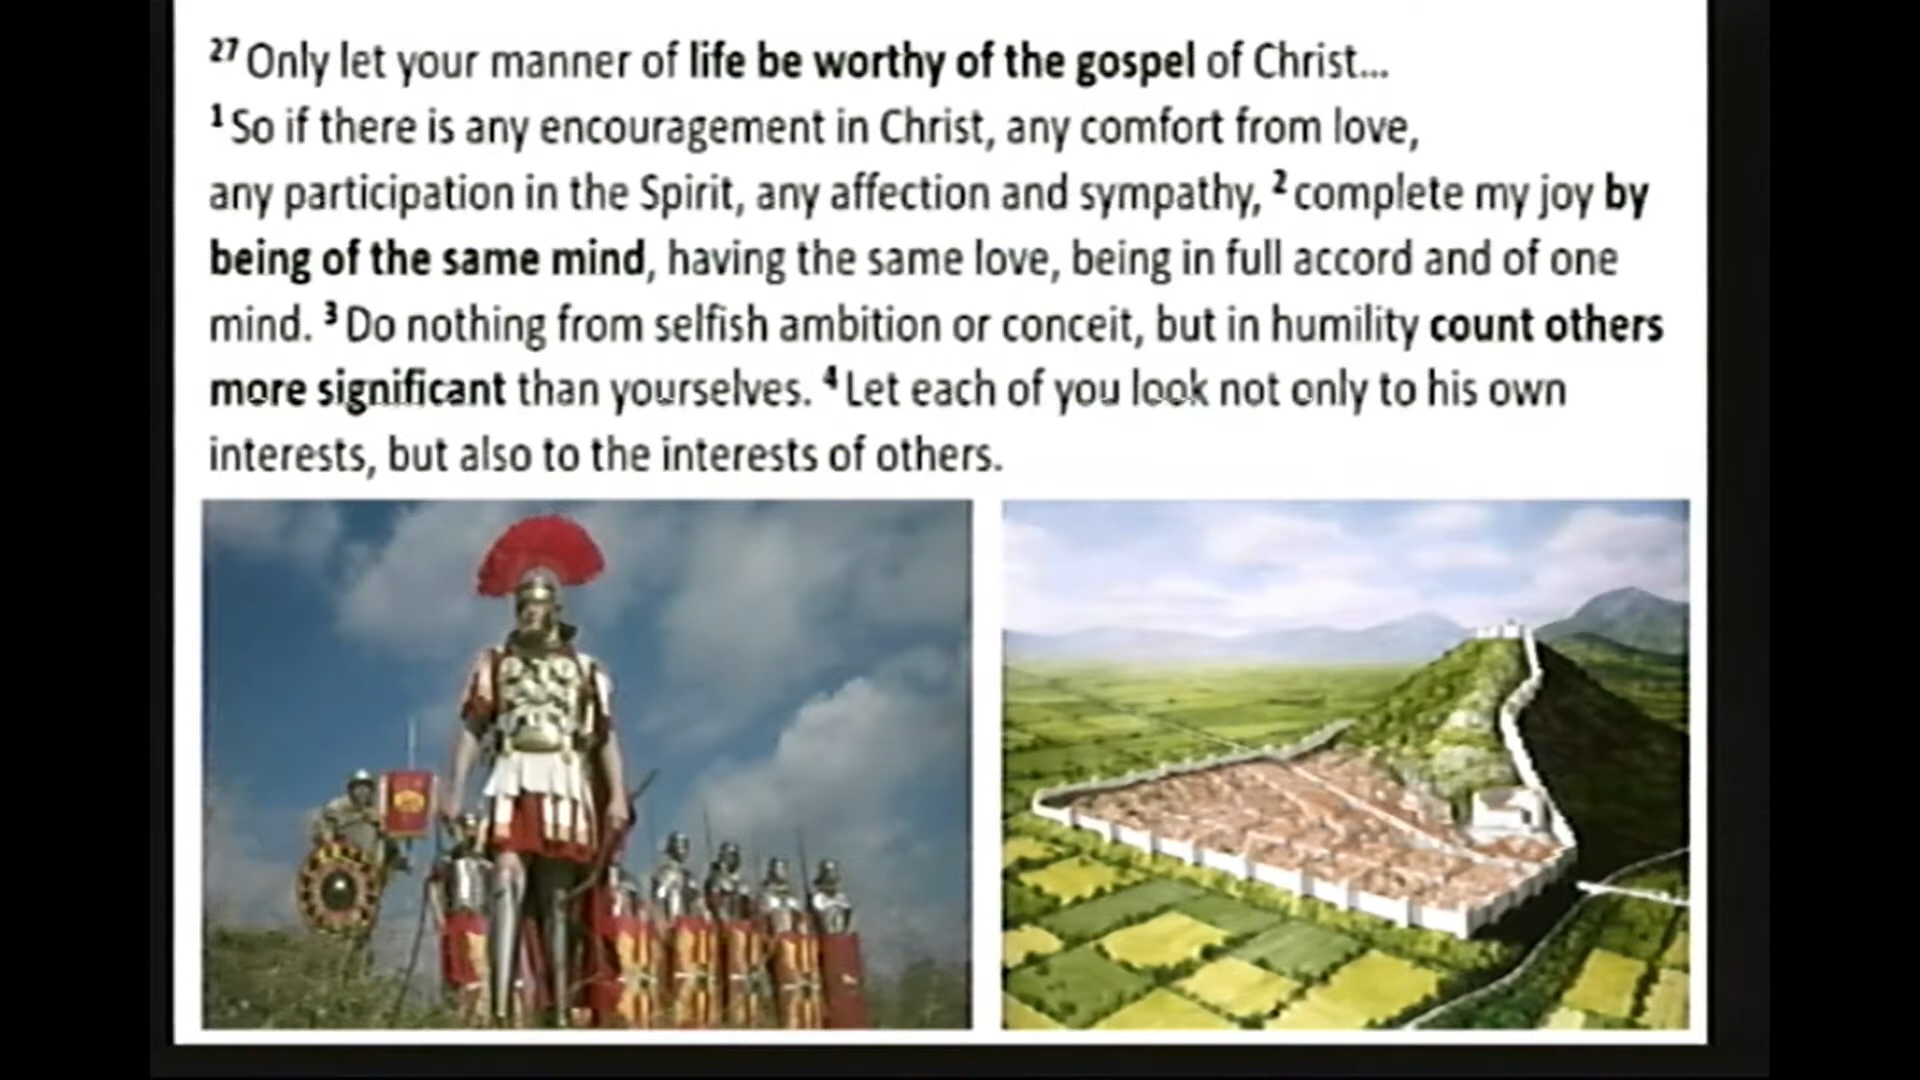 27 Only let your manner of life be worthy of the gospel of Christ...
1 So if there is any encouragement in Christ, any comfort from love,
any participation in the Spirit, any affection and sympathy, 2 complete my joy by
being of the same mind, having the same love, being in full accord and of one
mind. 3 Do nothing from selfish ambition or conceit, but in humility count others
more significant than yourselves. 4 Let each of you look not only to his own
interests, but also to the interests of others.